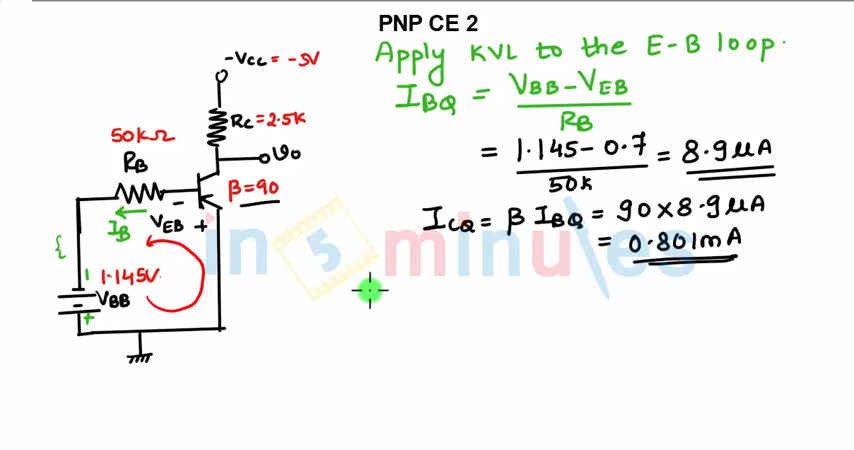 PNP CE 2
-VCC = -5V
RC = 2.5K
50KΩ
RB
Vo
β = 90
- VEB +
IB
1.145V
VBB
+
Apply KVL to the E-B loop.
IBQ = VBB - VEB
RB
= 1.145 - 0.7 = 8.9μA
50K
ICQ = β IBQ = 90 × 8.9μA
= 0.801mA
in 5 minutes